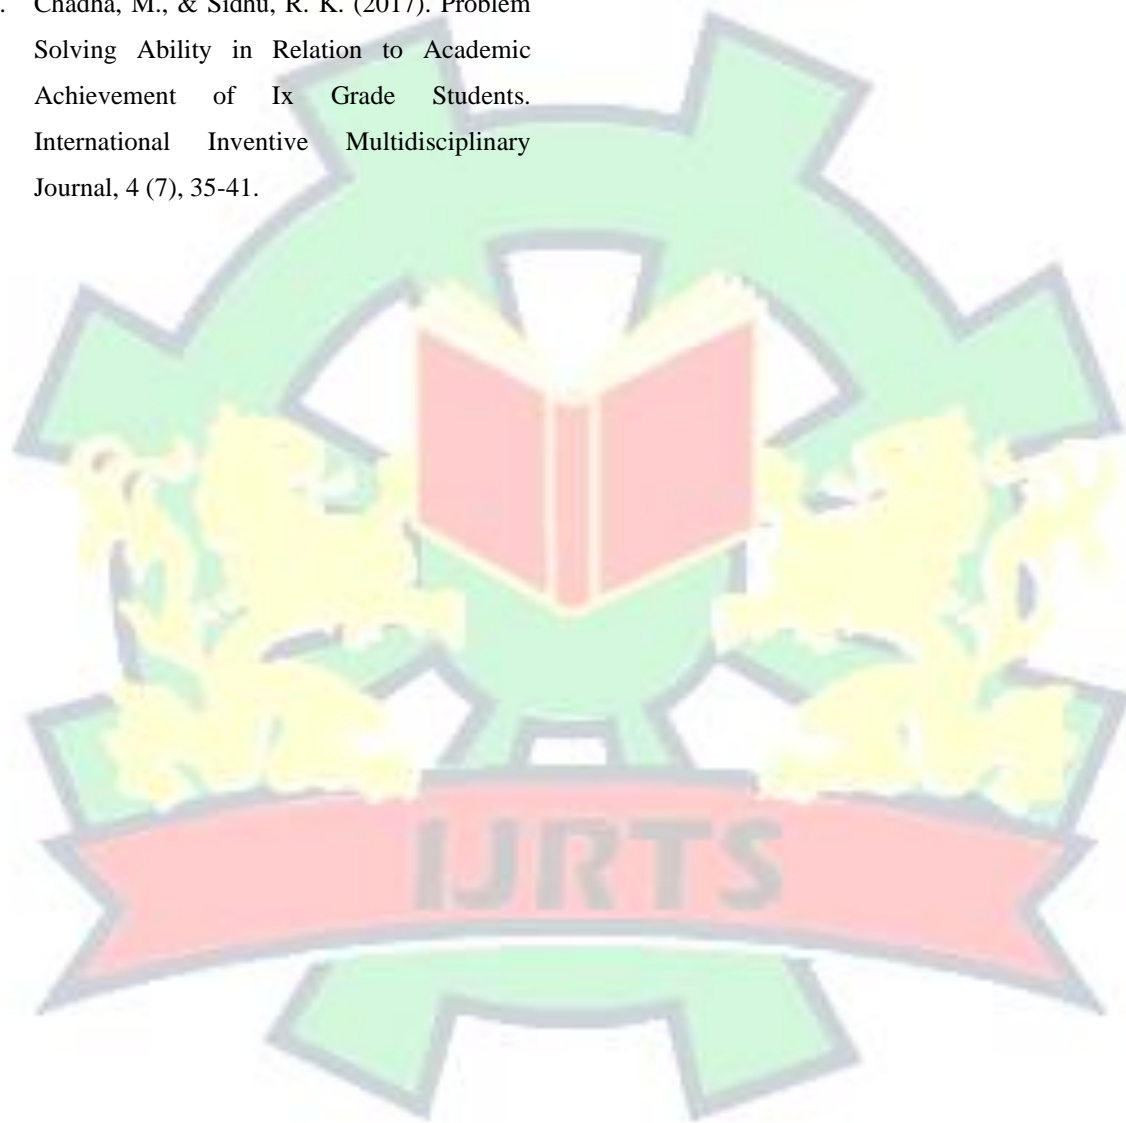 . Chadha, M., & Sidhu, R. K. (2017). Problem
Solving Ability in Relation to Academic
Achievement of Ix Grade Students.
International Inventive Multidisciplinary
Journal, 4 (7), 35-41.
IJRTS